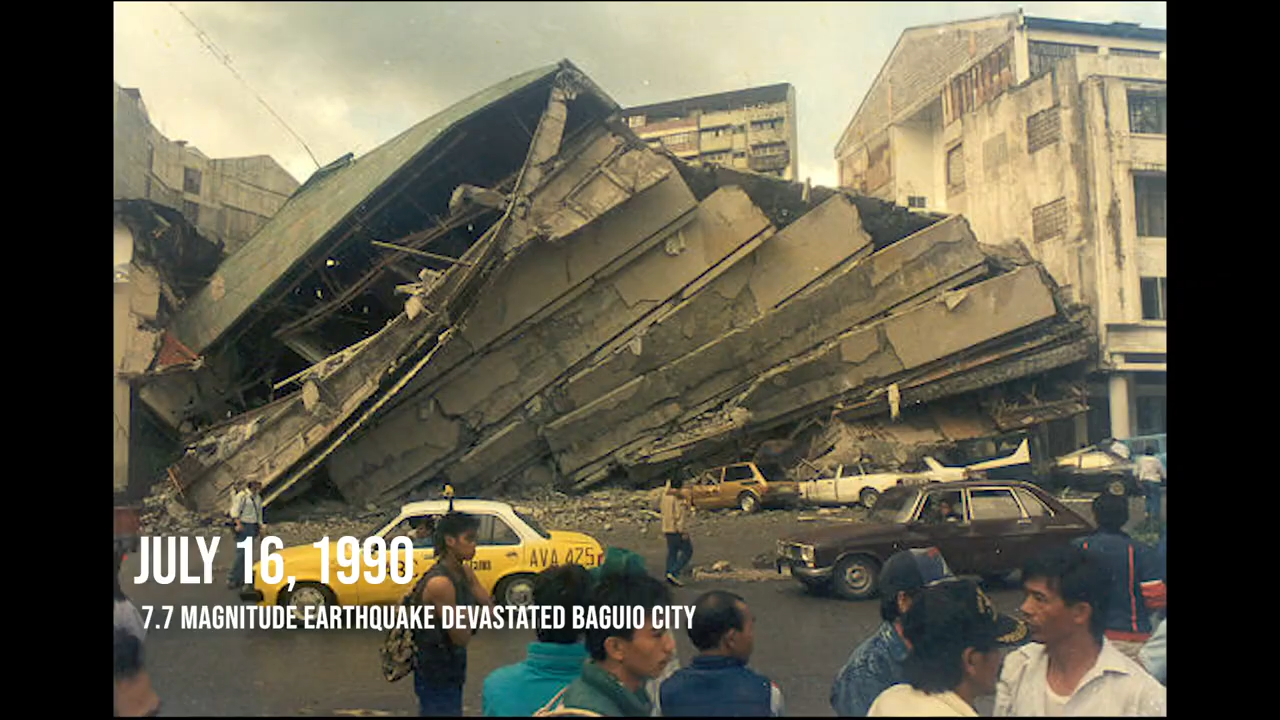 AVA 425
JULY 16, 1990
7.7 MAGNITUDE EARTHQUAKE DEVASTATED BAGUIO CITY